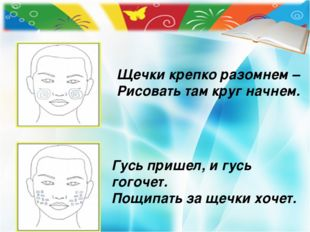 Щечки крепко разомнем –
Рисовать там круг начнем.
Гусь пришел, и гусь
гогочет.
Пощипать за щечки хочет.